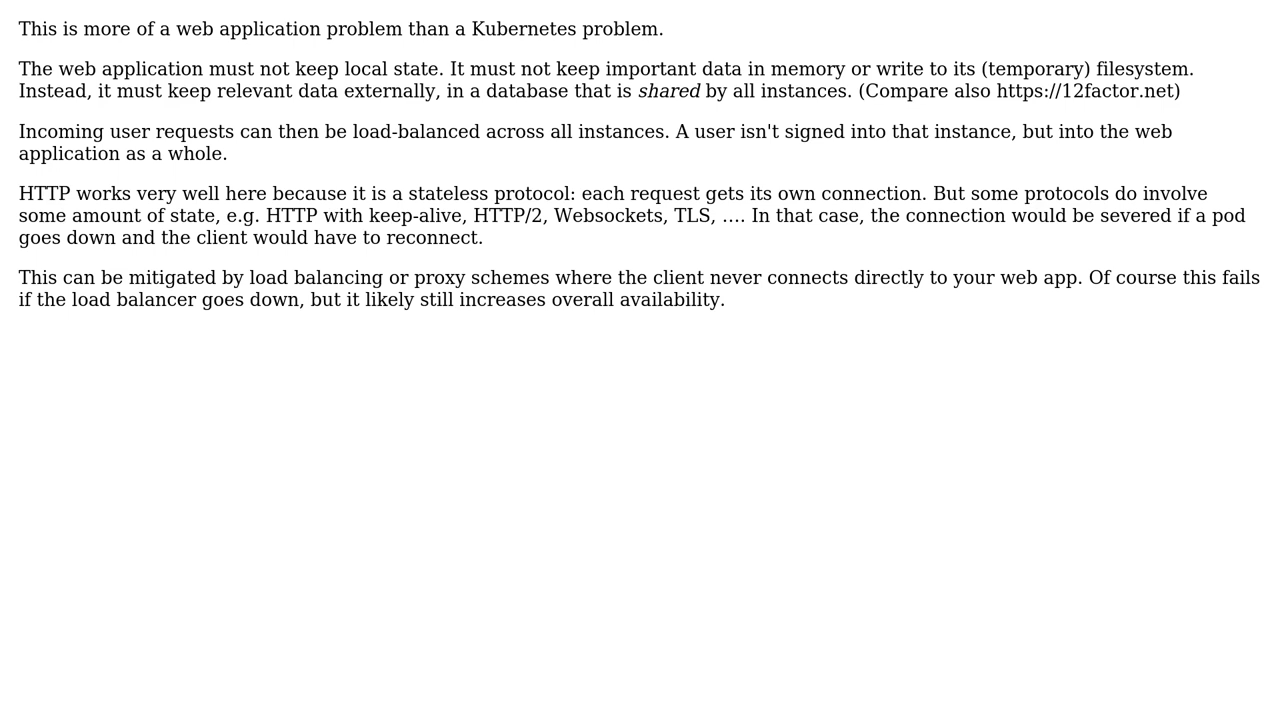 This is more of a web application problem than a Kubernetes problem.
The web application must not keep local state. It must not keep important data in memory or write to its (temporary) filesystem.
Instead, it must keep relevant data externally, in a database that is shared by all instances. (Compare also https://12factor.net)
Incoming user requests can then be load-balanced across all instances. A user isn't signed into that instance, but into the web
application as a whole.
HTTP works very well here because it is a stateless protocol: each request gets its own connection. But some protocols do involve
some amount of state, e.g. HTTP with keep-alive, HTTP/2, Websockets, TLS, …. In that case, the connection would be severed if a pod
goes down and the client would have to reconnect.
This can be mitigated by load balancing or proxy schemes where the client never connects directly to your web app. Of course this fails
if the load balancer goes down, but it likely still increases overall availability.